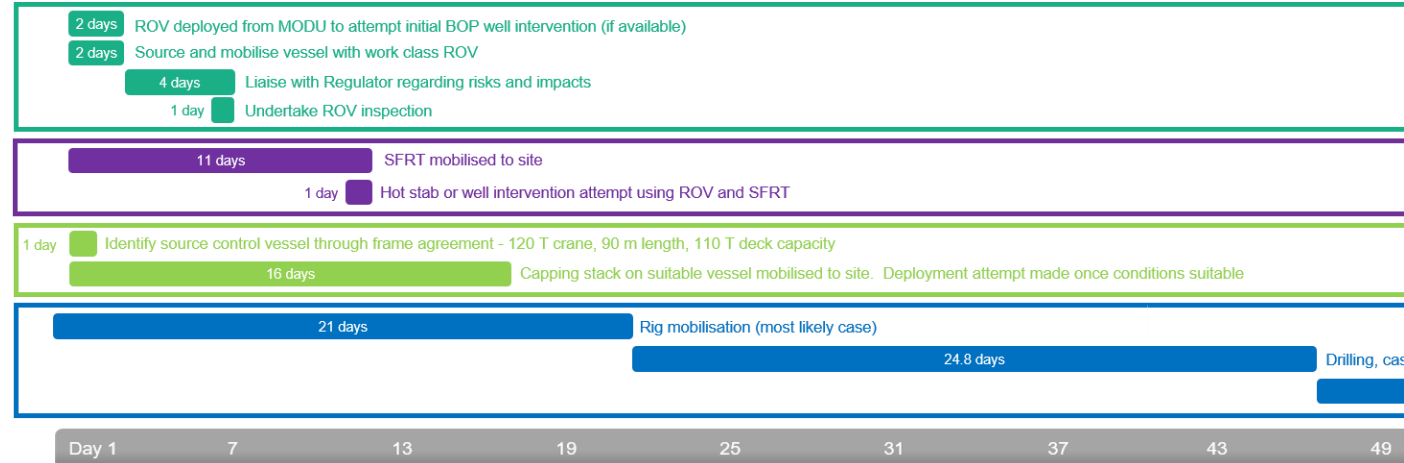 2 days ROV deployed from MODU to attempt initial BOP well intervention (if available)
2 days Source and mobilise vessel with work class ROV
4 days Liaise with Regulator regarding risks and impacts
1 day Undertake ROV inspection
11 days SFRT mobilised to site
1 day Hot stab or well intervention attempt using ROV and SFRT
1 day Identify source control vessel through frame agreement - 120 T crane, 90 m length, 110 T deck capacity
16 days Capping stack on suitable vessel mobilised to site. Deployment attempt made once conditions suitable
21 days Rig mobilisation (most likely case)
24.8 days Drilling,
Day 1 7 13 19 25 31 37 43 49